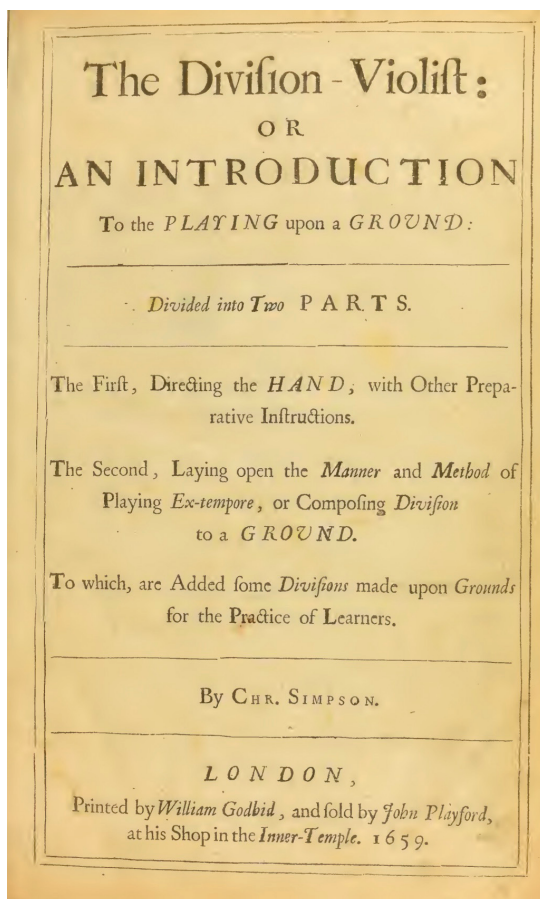 The Diviſion-Violiſt:
OR
AN INTRODUCTION
To the PLAYING upon a GROVND:
Divided into Two PARTS.
The Firſt, Directing the HAND, with Other Prepa-
rative Inſtructions.
The Second, Laying open the Manner and Method of
Playing Ex-tempore, or Compoſing Diviſion
to a GROVND.
To which, are Added ſome Diviſions made upon Grounds
for the Practice of Learners.
By CHR. SIMPSON.
LONDON,
Printed by William Godbid, and ſold by John Playford,
at his Shop in the Inner-Temple. 1659.